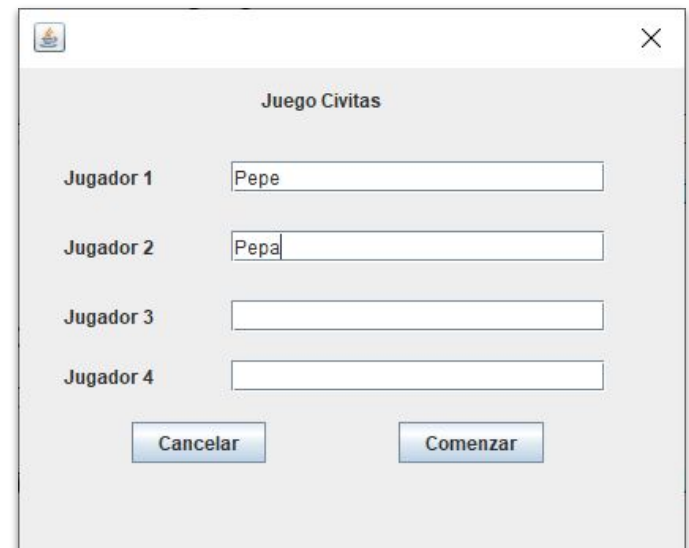 Juego Civitas
Jugador 1 Pepe
Jugador 2 Pepa
Jugador 3
Jugador 4
Cancelar Comenzar